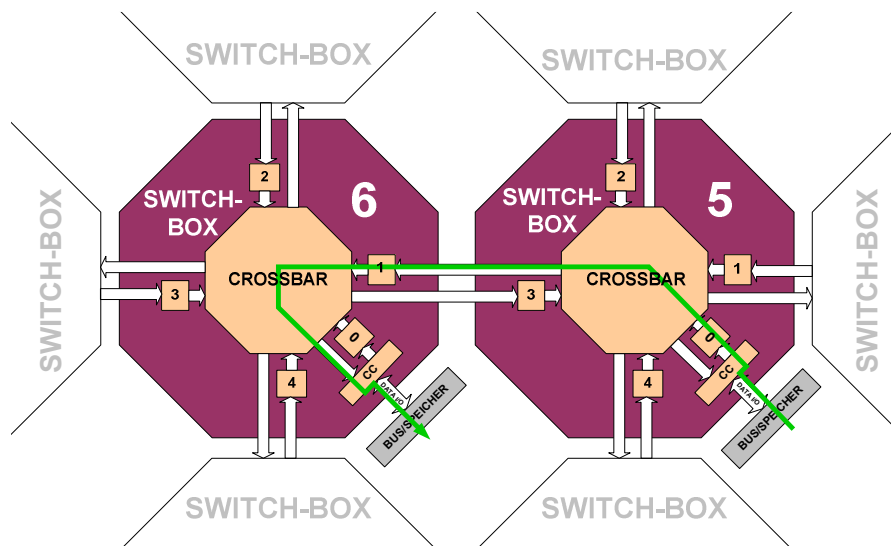 SWITCH-BOX
SWITCH-BOX
SWITCH-BOX
2
SWITCH-
BOX
6
CROSSBAR
1
3
0
4
CC
DATA I/O
BUS/SPEICHER
2
SWITCH-
BOX
5
CROSSBAR
1
3
0
4
CC
DATA I/O
BUS/SPEICHER
SWITCH-BOX
SWITCH-BOX
SWITCH-BOX